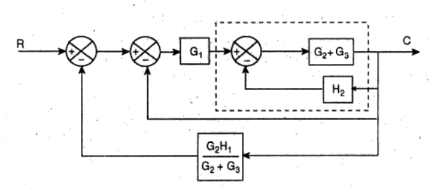 R
+
−
+
−
G₁
+
−
G₂+ G₃
C
H₂
G₂H₁
G₂ + G₃